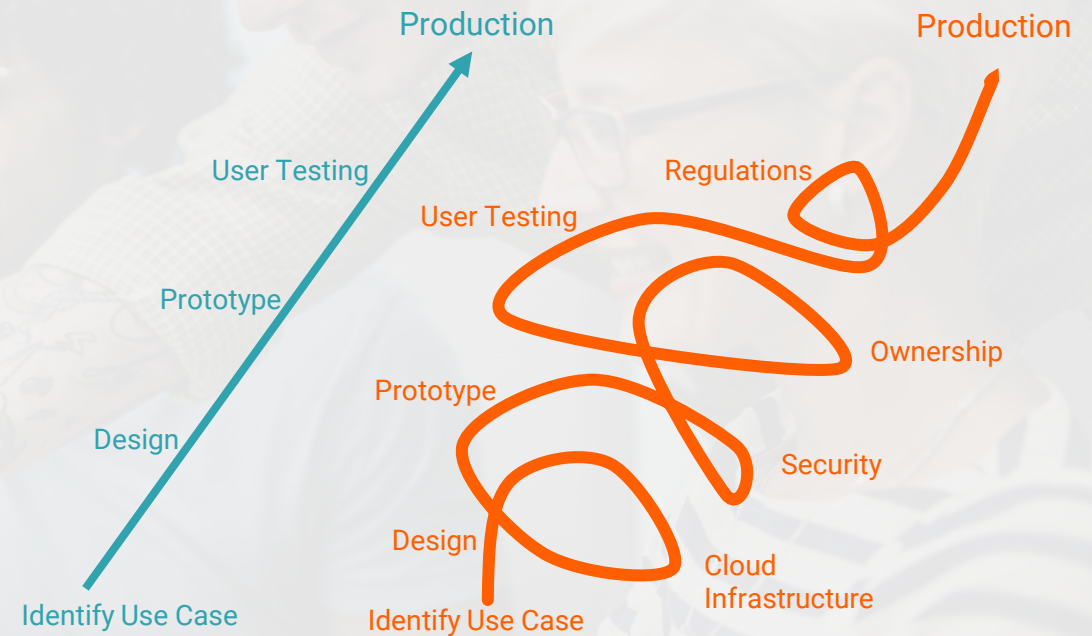 Production
User Testing
Prototype
Design
Identify Use Case
Production
Regulations
User Testing
Ownership
Prototype
Security
Design
Cloud
Infrastructure
Identify Use Case